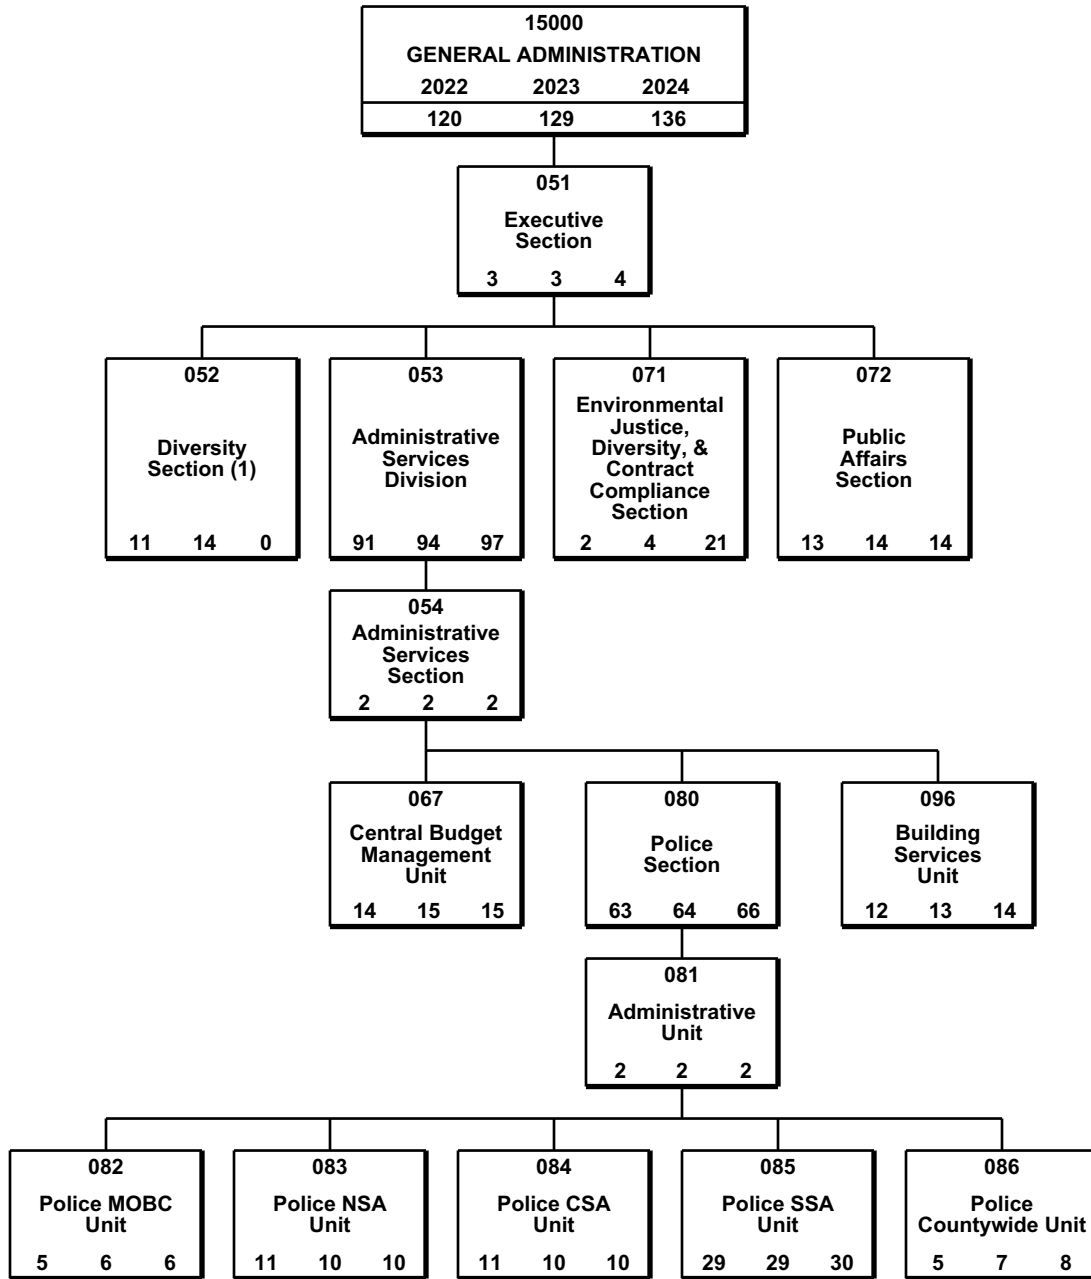 15000
GENERAL ADMINISTRATION
2022 2023 2024
120 129 136
051
Executive
Section
3 3 4
052
Diversity
Section (1)
11 14 0
053
Administrative
Services
Division
91 94 97
071
Environmental
Justice,
Diversity, &
Contract
Compliance
Section
2 4 21
072
Public
Affairs
Section
13 14 14
054
Administrative
Services
Section
2 2 2
067
Central Budget
Management
Unit
14 15 15
080
Police
Section
63 64 66
096
Building
Services
Unit
12 13 14
081
Administrative
Unit
2 2 2
082
Police MOBC
Unit
5 6 6
083
Police NSA
Unit
11 10 10
084
Police CSA
Unit
11 10 10
085
Police SSA
Unit
29 29 30
086
Police
Countywide Unit
5 7 8